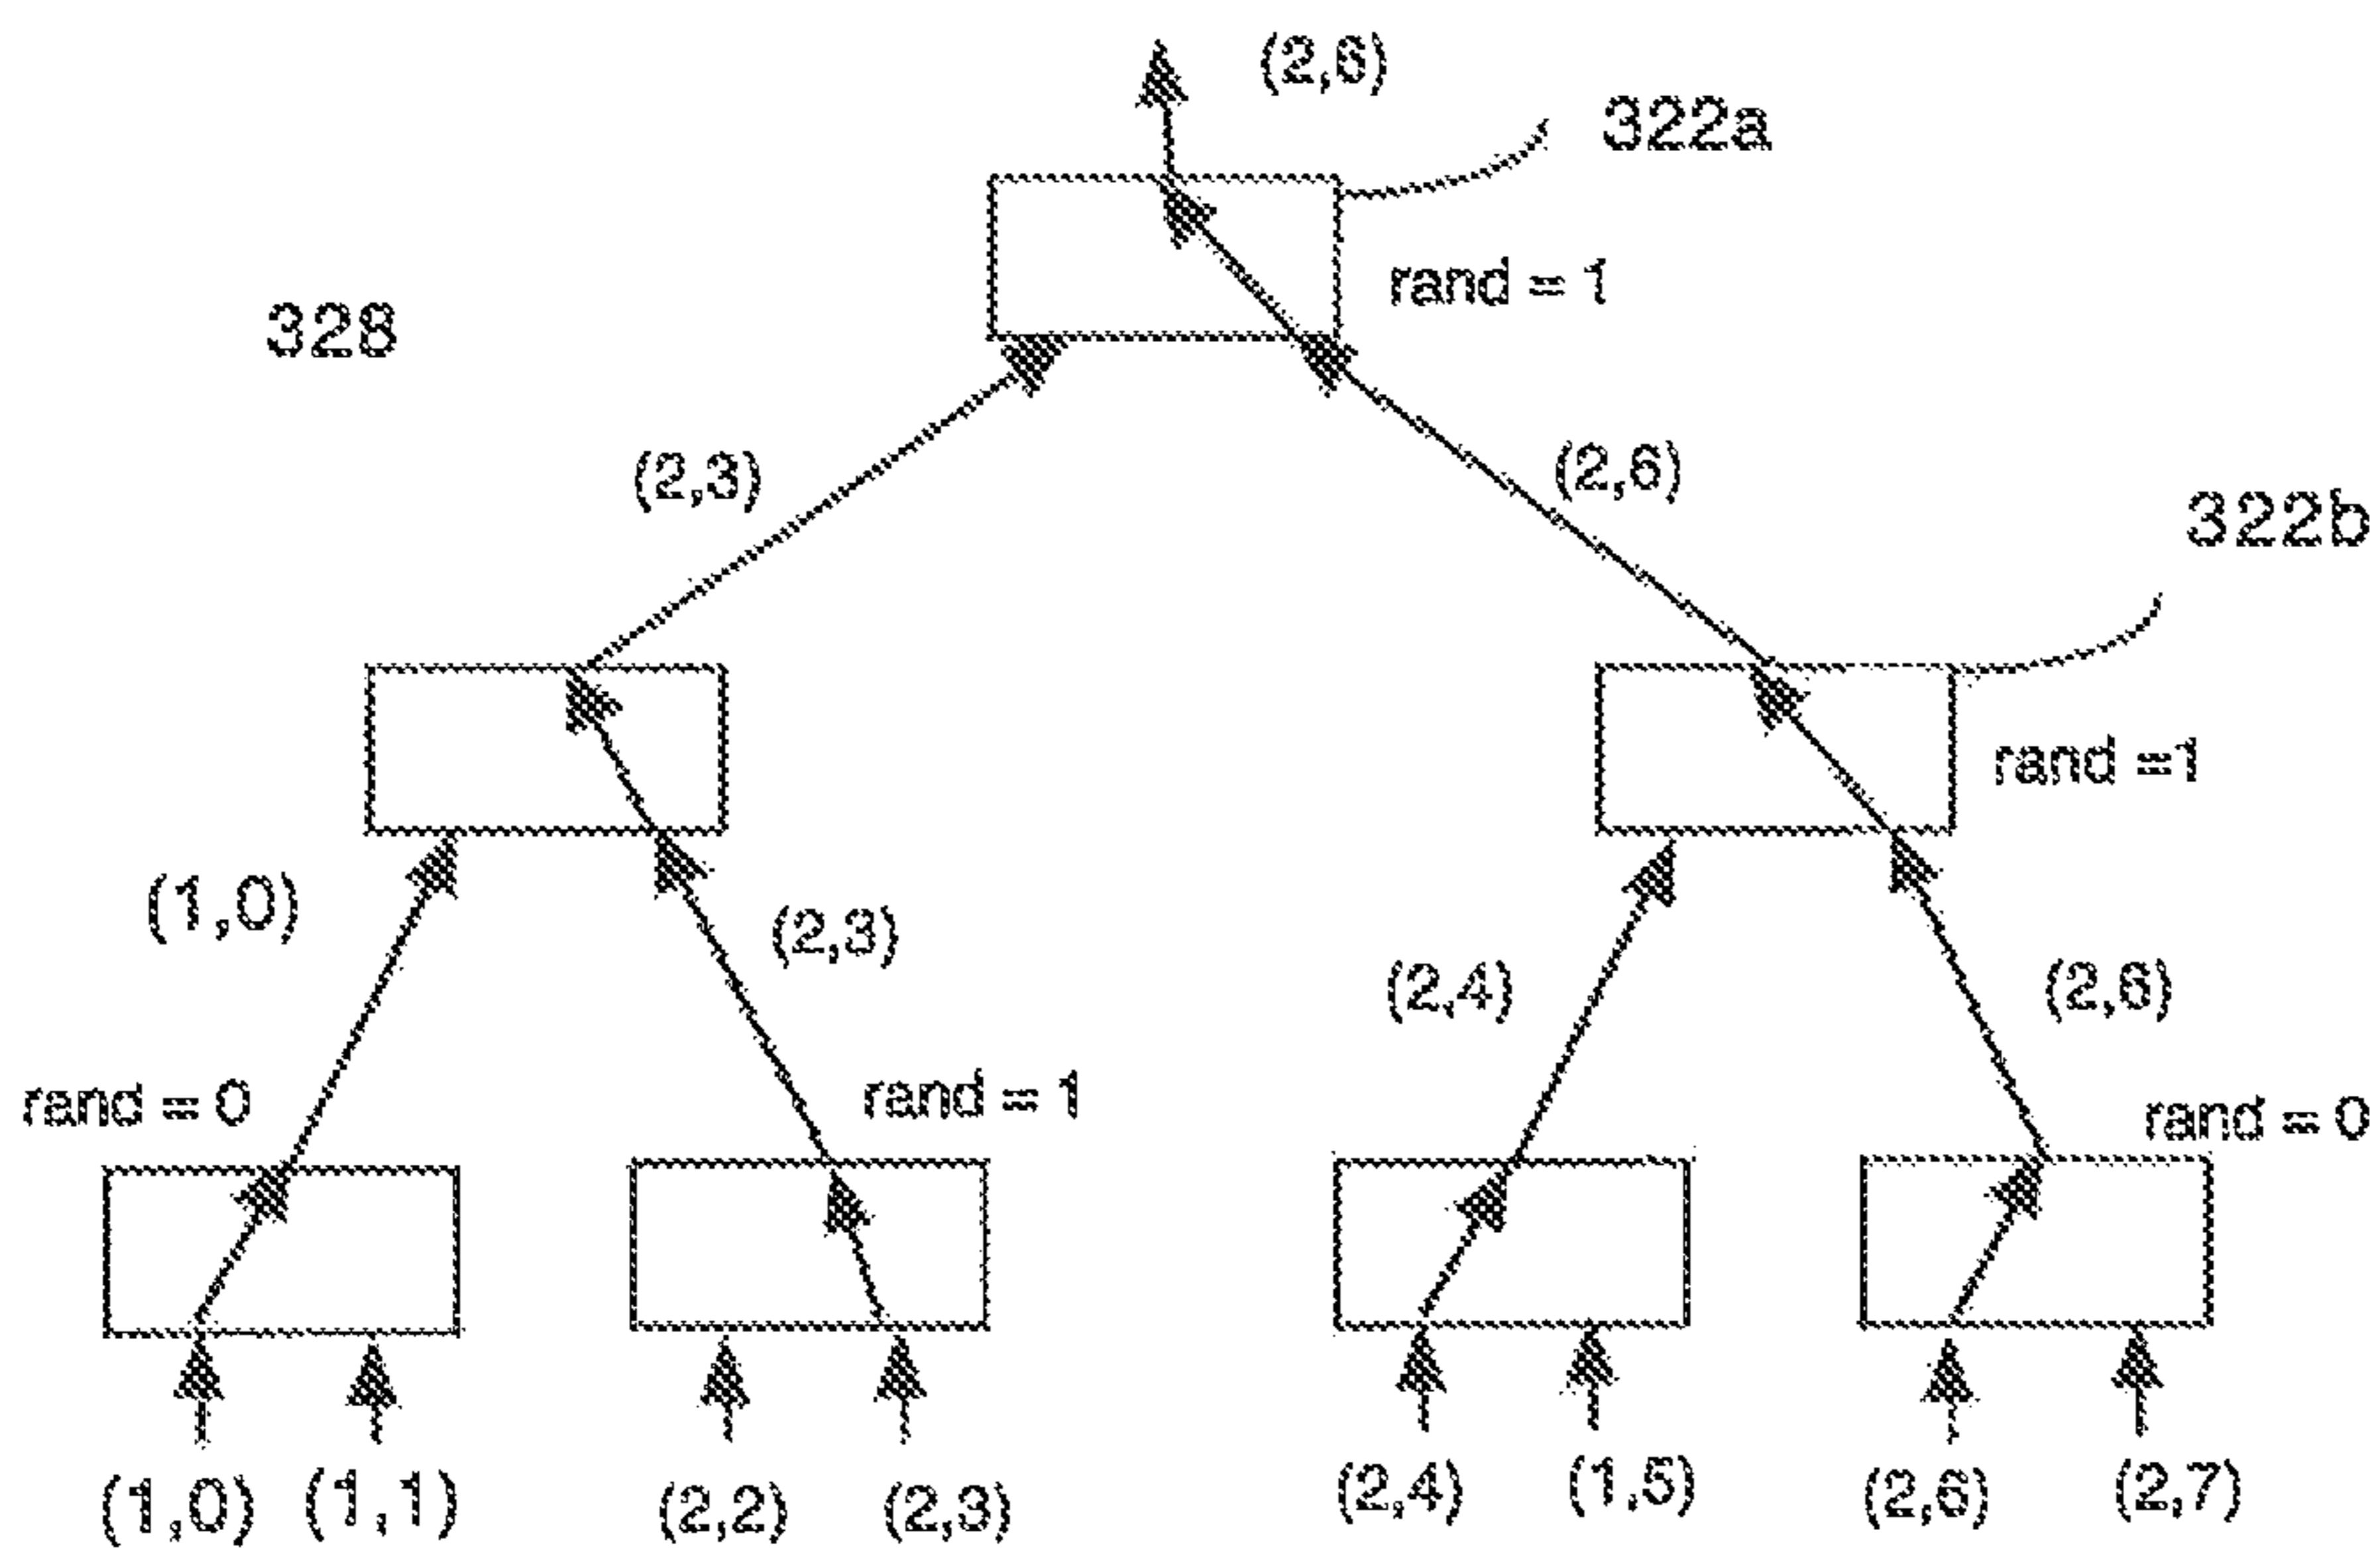 (2,6)
322a
rand = 1
328
(2,3)
(2,6)
322b
rand =1
(1,0)
(2,3)
(2,4)
(2,6)
rand = 0
rand = 1
rand = 0
(1,0) (1,1) (2,2) (2,3) (2,4) (1,5) (2,6) (2,7)